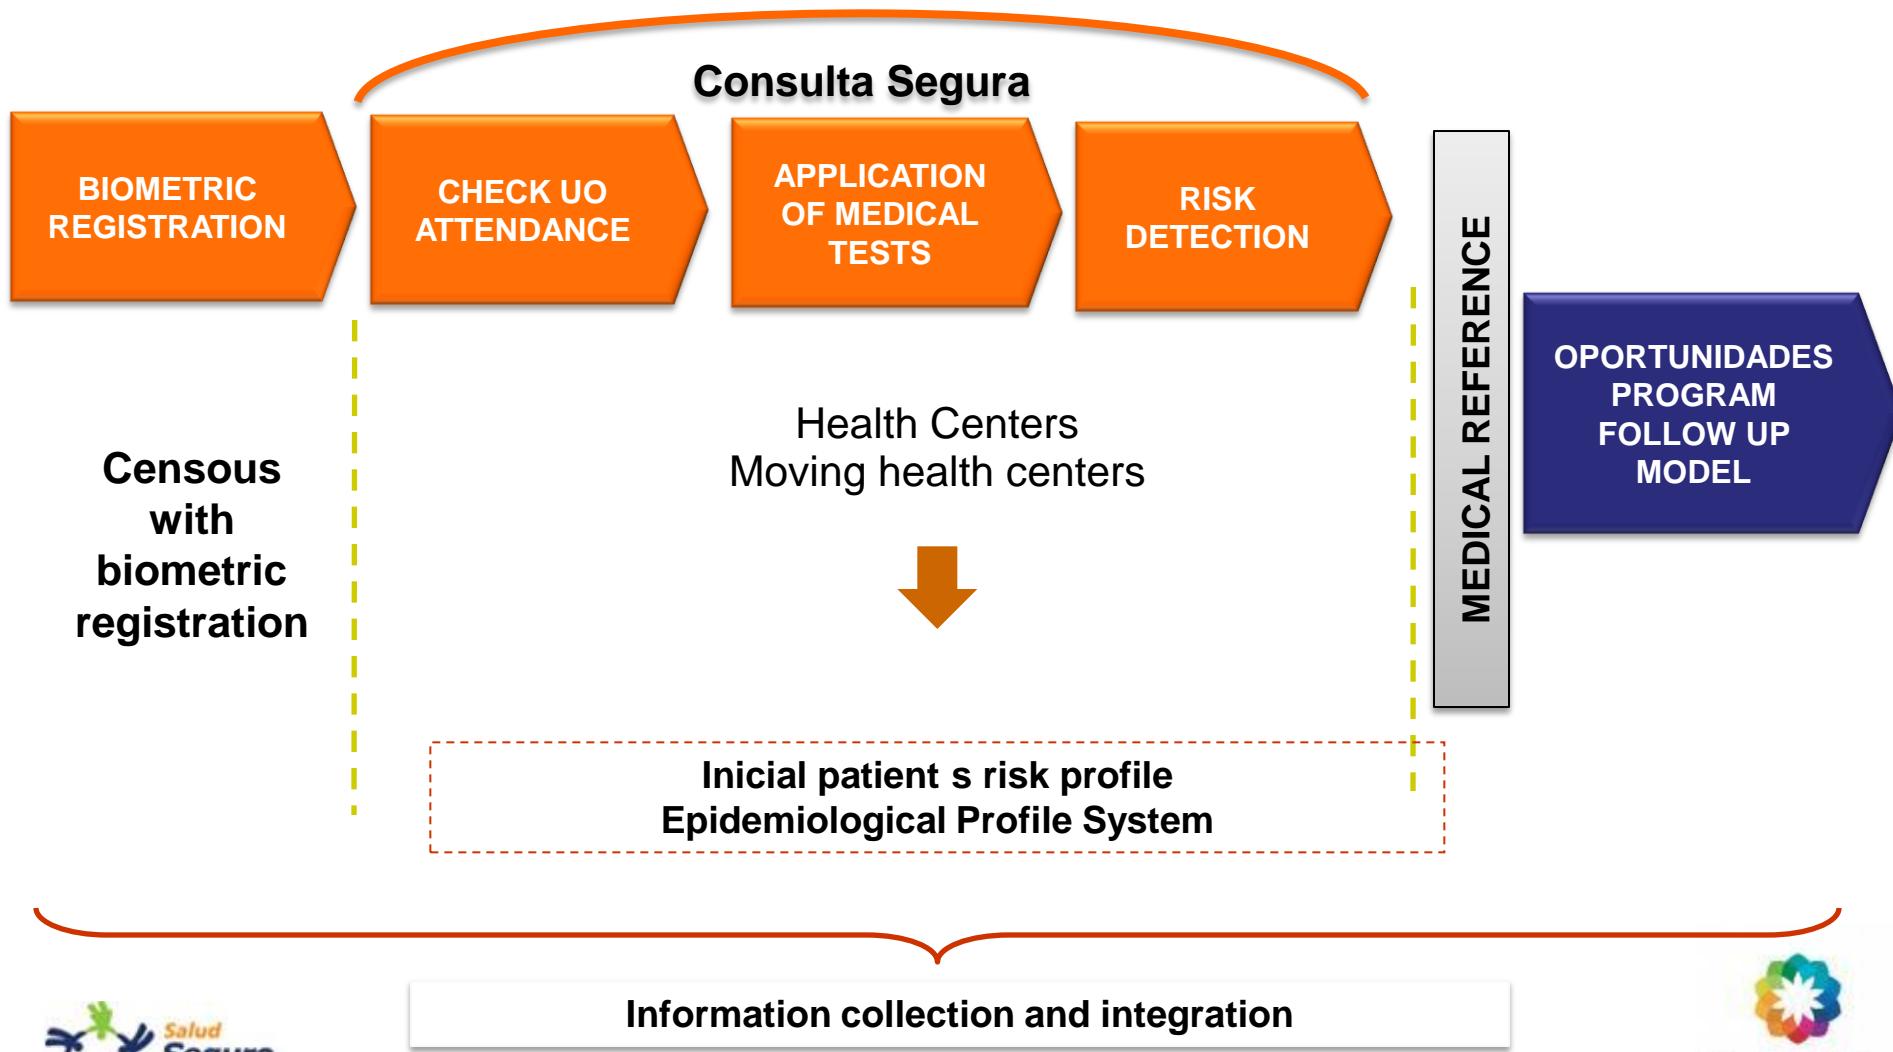 Consulta Segura
BIOMETRIC
REGISTRATION
CHECK UO
ATTENDANCE
APPLICATION
OF MEDICAL
TESTS
RISK
DETECTION
MEDICAL REFERENCE
OPORTUNIDADES
PROGRAM
FOLLOW UP
MODEL
Censous
with
biometric
registration
Health Centers
Moving health centers
Inicial patient s risk profile
Epidemiological Profile System
Information collection and integration
Salud
Seguro